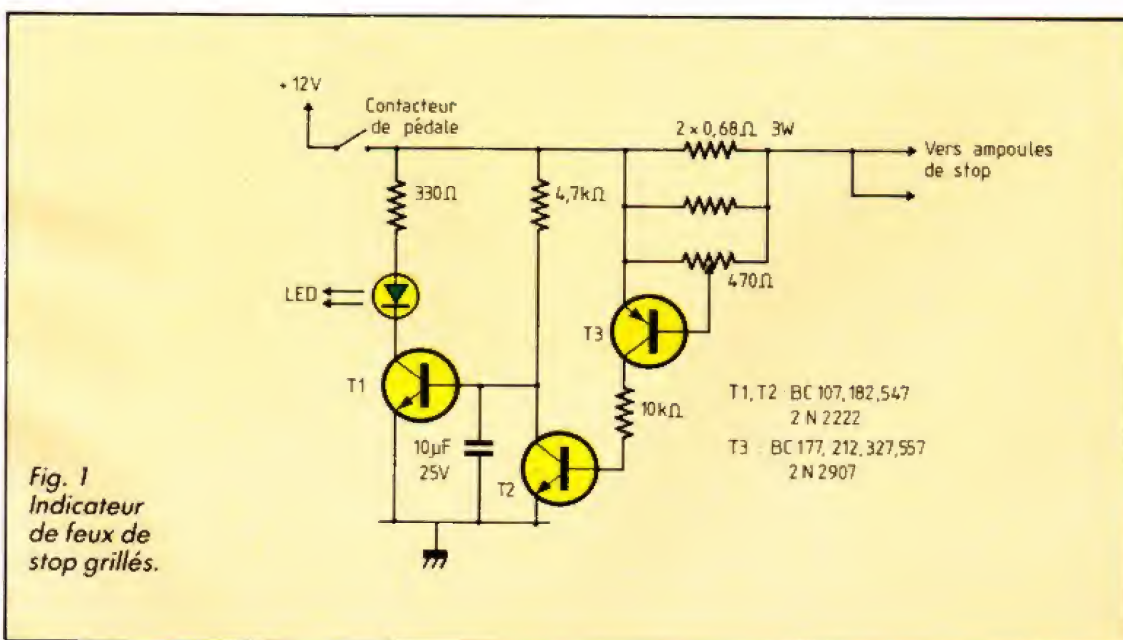 + 12V
Contacteur
de pédale
2 × 0,68Ω 3W
Vers ampoules
de stop
330Ω
4,7kΩ
470Ω
LED
T3
T1
10kΩ
T1, T2 BC 107, 182, 547
2 N 2222
10µF
25V
T2
T3 : BC 177, 212, 327, 557
2 N 2907
Fig. 1
Indicateur
de feux de
stop grillés.